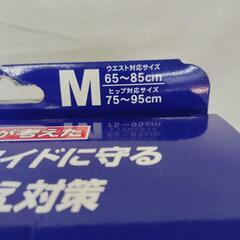 M
ウエスト対応サイズ
65～85cm
ヒップ対応サイズ
75～95cm
が考えた
イドに守る
対策